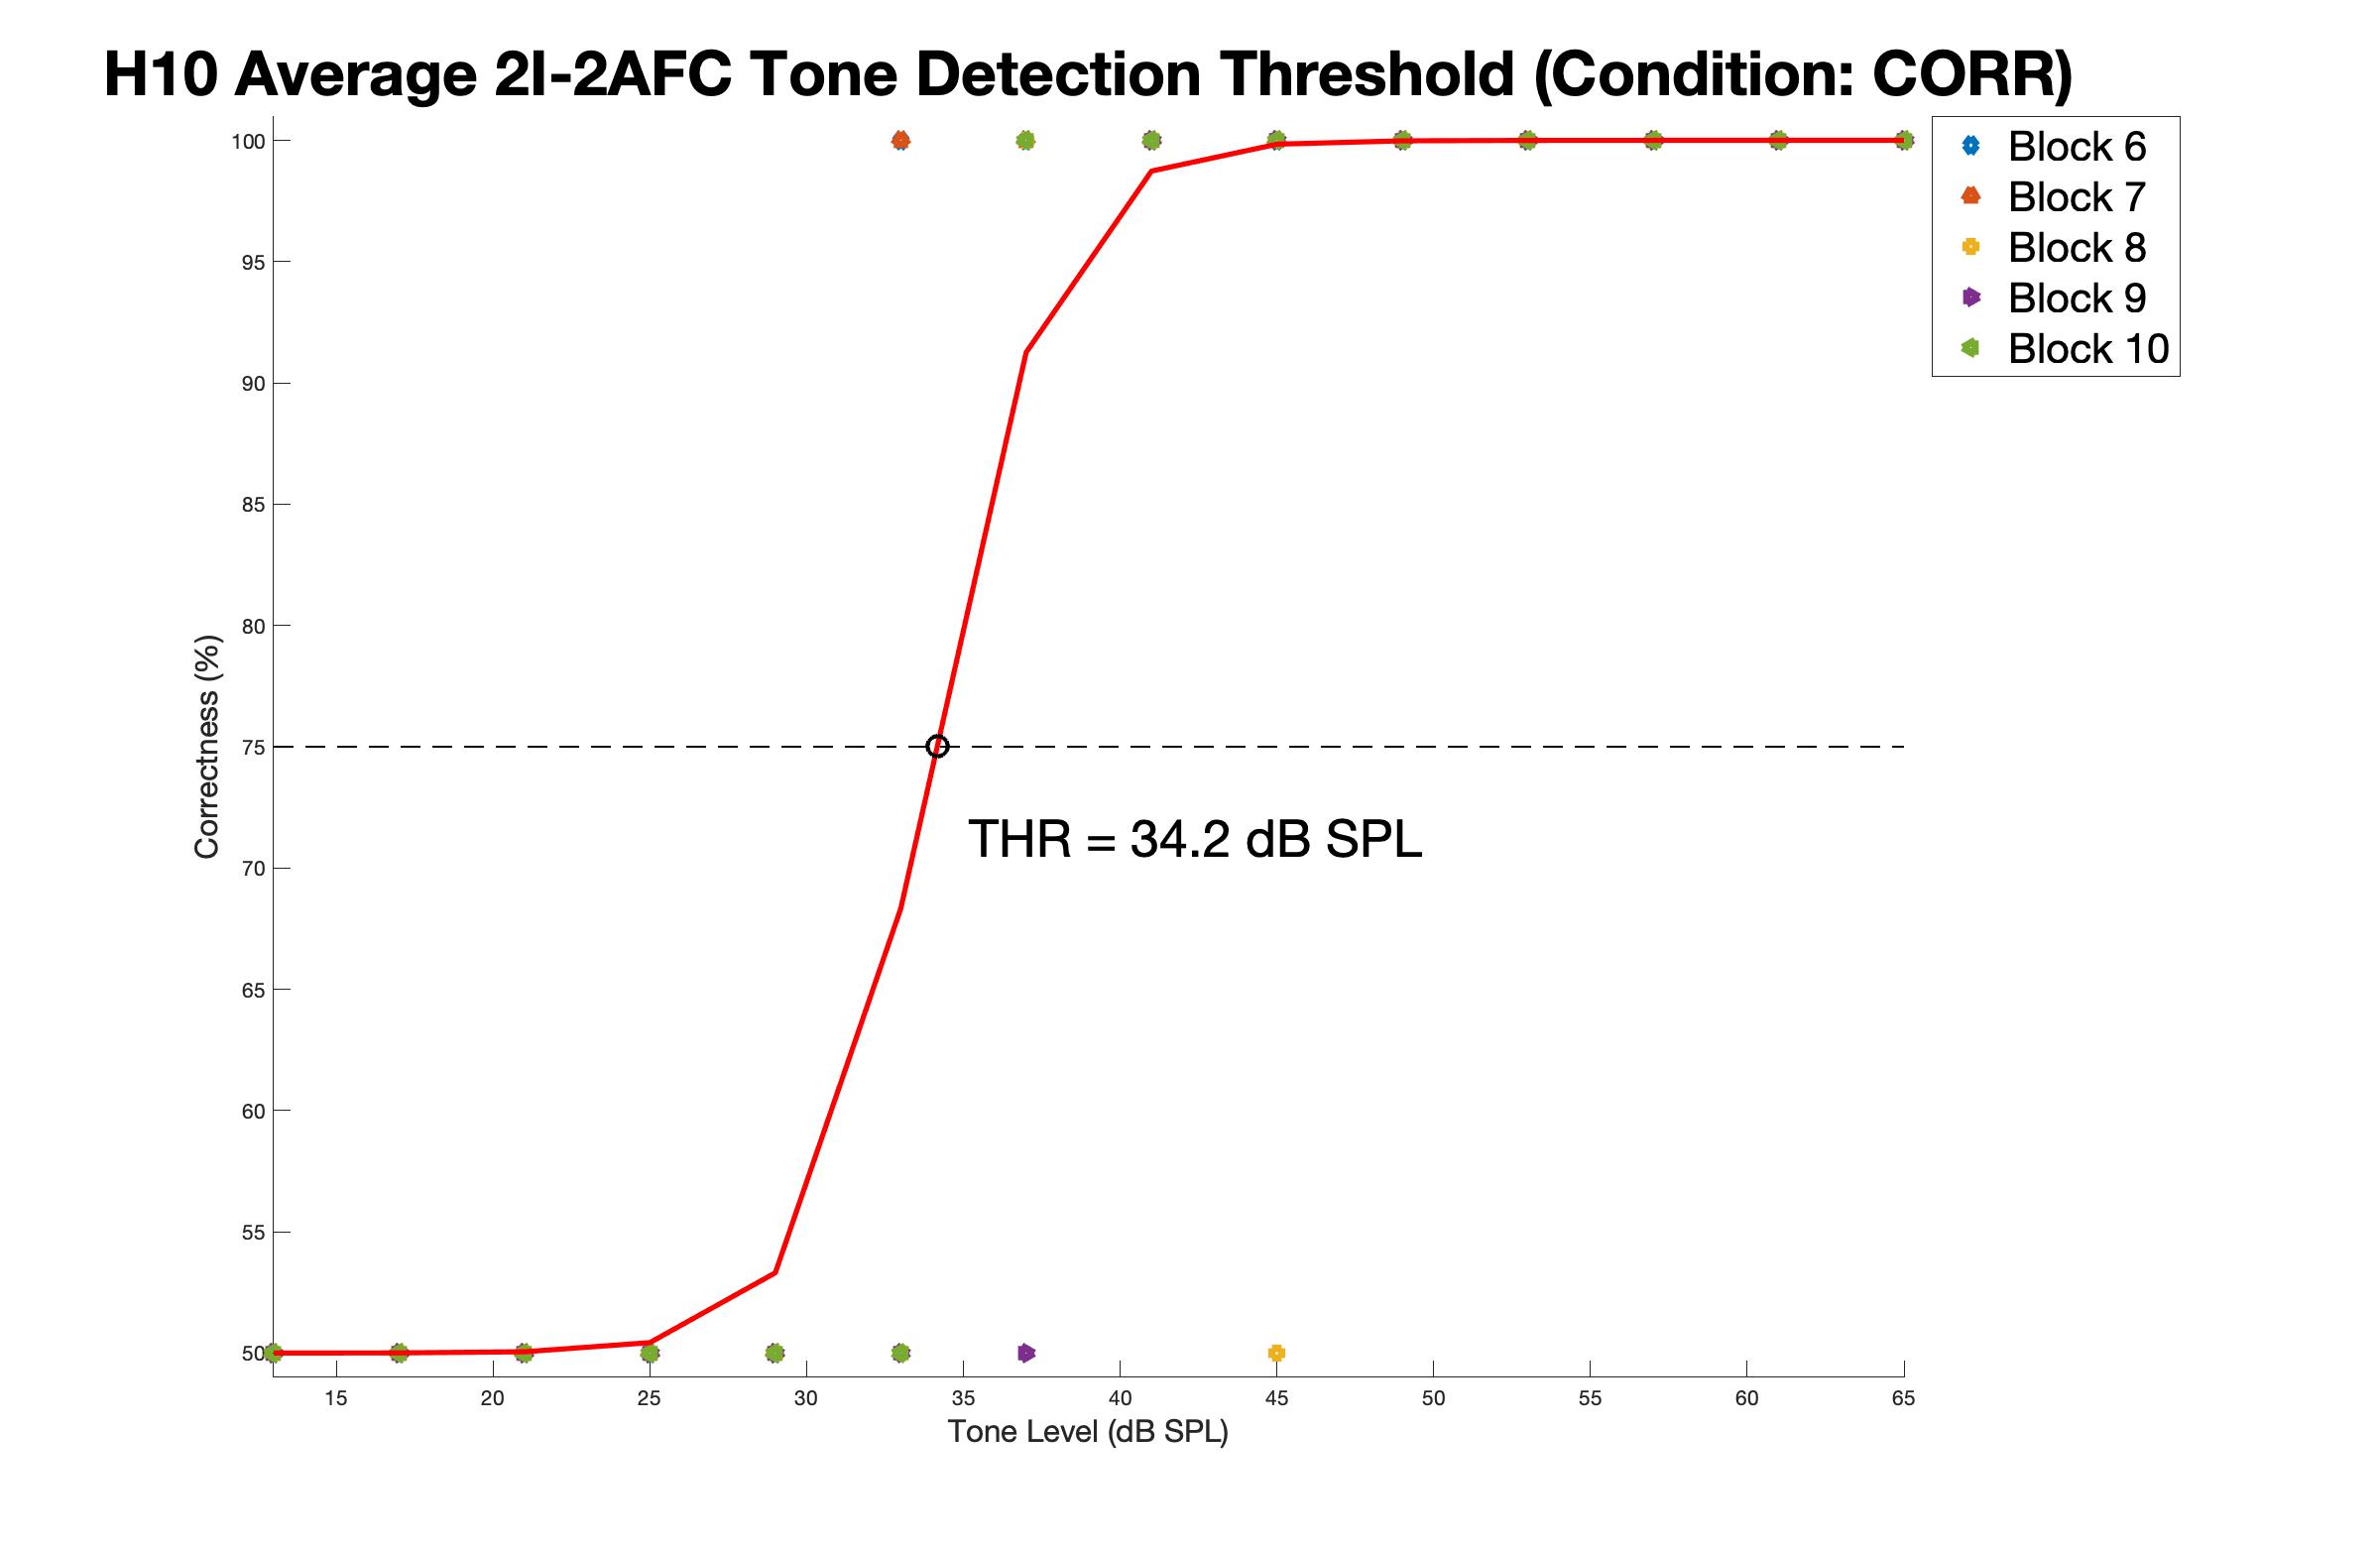 H10 Average 2I-2AFC Tone Detection Threshold (Condition: CORR)
Block 6
Block 7
Block 8
Block 9
Block 10
100
95
90
85
80
75
70
65
60
55
50
Correctness (%)
THR = 34.2 dB SPL
15 20 25 30 35 40 45 50 55 60 65
Tone Level (dB SPL)